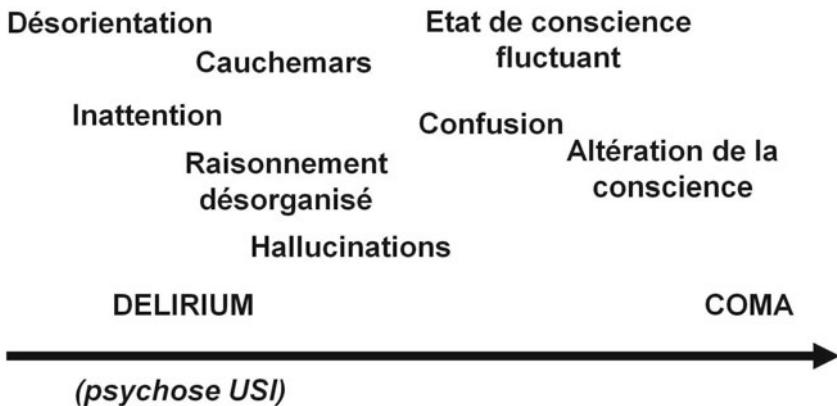 Désorientation
Etat de conscience
fluctuant
Cauchemars
Inattention
Confusion
Raisonnement
désorganisé
Altération de la
conscience
Hallucinations
DELIRIUM
COMA
(psychose USI)